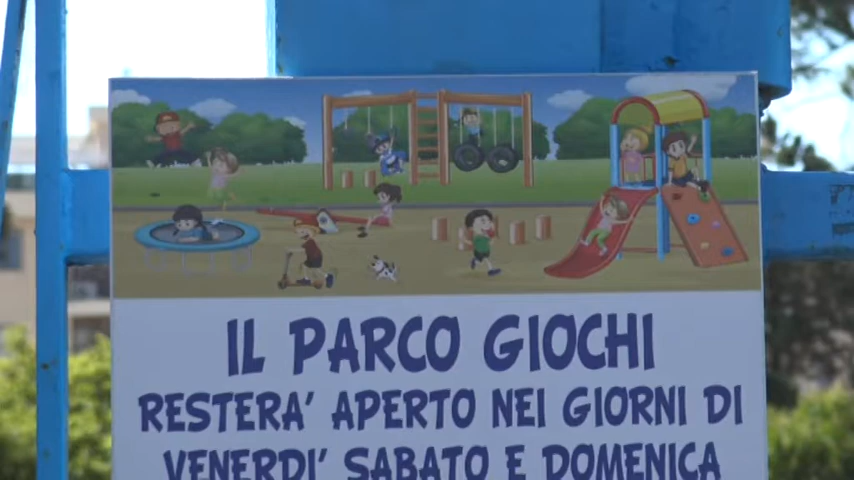 IL PARCO GIOCHI
RESTERA' APERTO NEI GIORNI DI
VENERDI' SABATO E DOMENICA